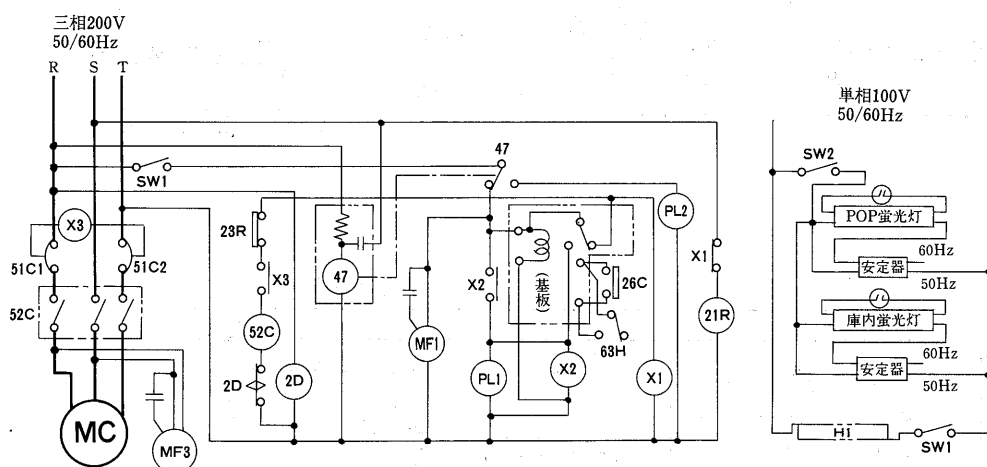 三相200V
50/60Hz
R S T
SW1
X3
51C1
51C2
52C
MC
MF3
23R
X3
52C
2D
2D
47
MF1
47
X2
PL1
(基板)
26C
63H
X2
PL2
X1
X1
21R
単相100V
50/60Hz
SW2
POP蛍光灯
60Hz
安定器
50Hz
庫内蛍光灯
60Hz
安定器
50Hz
H1
SW1